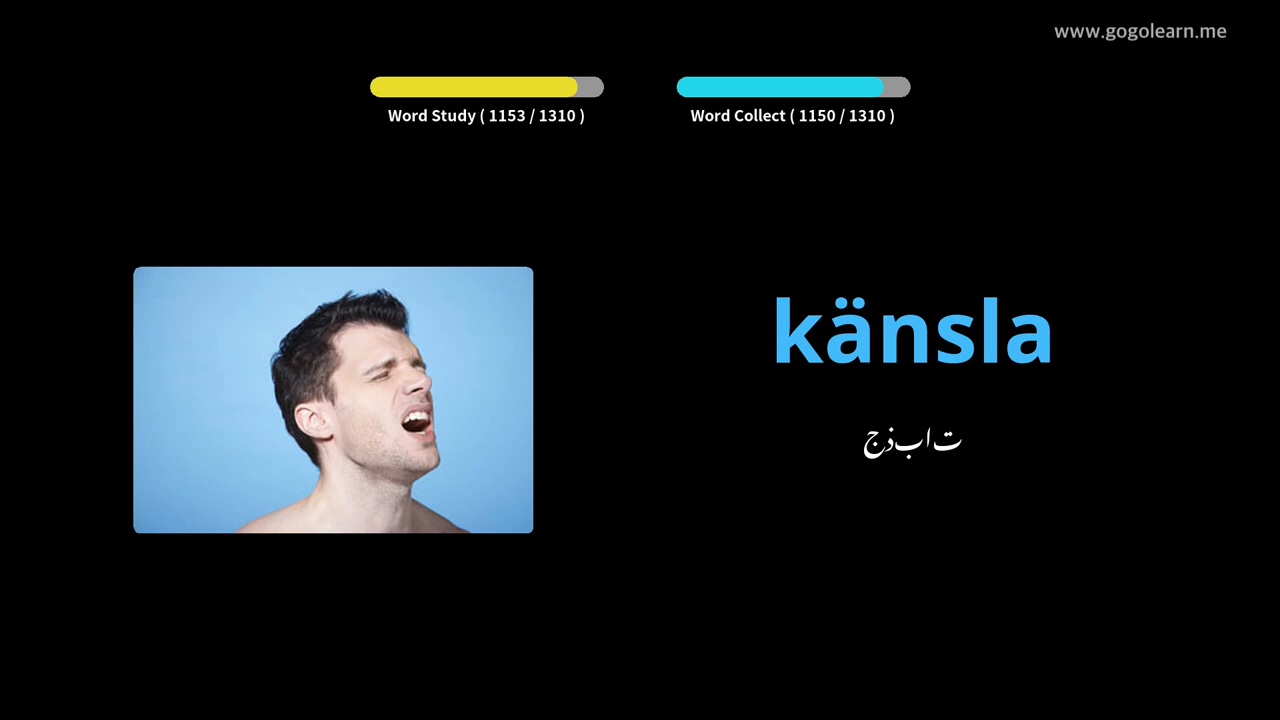 www.gogolearn.me
Word Study ( 1153 / 1310 )
Word Collect ( 1150 / 1310 )
känsla
جذبات